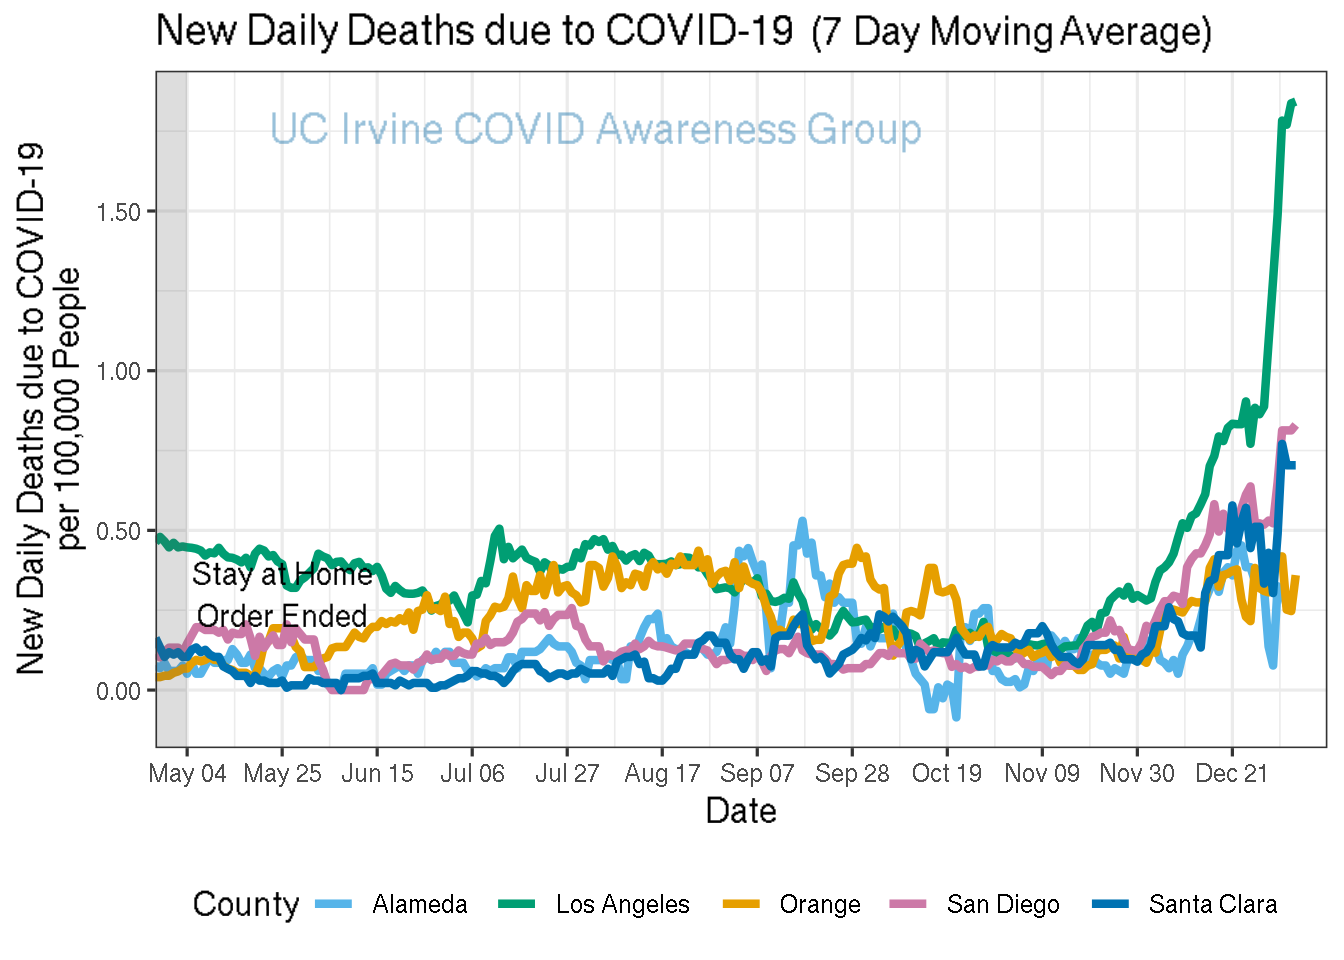 New Daily Deaths due to COVID-19 (7 Day Moving Average)
UC Irvine COVID Awareness Group
New Daily Deaths due to COVID-19
per 100,000 People
1.50
1.00
0.50
0.00
Stay at Home
Order Ended
May 04 May 25 Jun 15 Jul 06 Jul 27 Aug 17 Sep 07 Sep 28 Oct 19 Nov 09 Nov 30 Dec 21
Date
County Alameda Los Angeles Orange San Diego Santa Clara